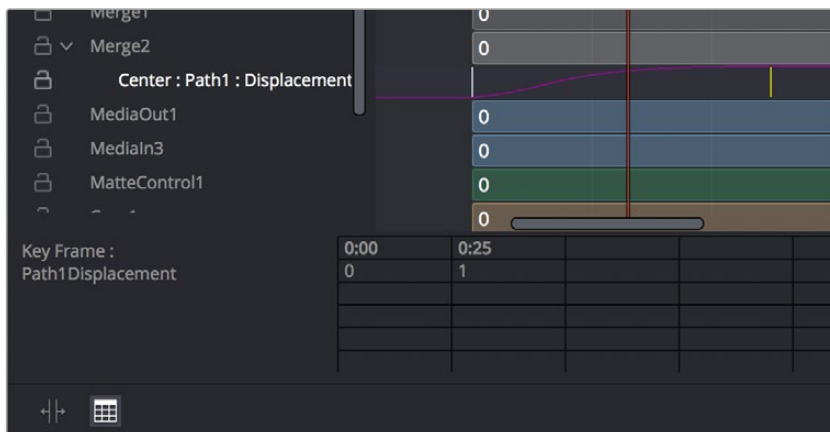 Merge1 0
Merge2 0
Center : Path1 : Displacement
MediaOut1 0
MediaIn3 0
MatteControl1 0
0
Key Frame : 0:00 0:25
Path1Displacement 0 1